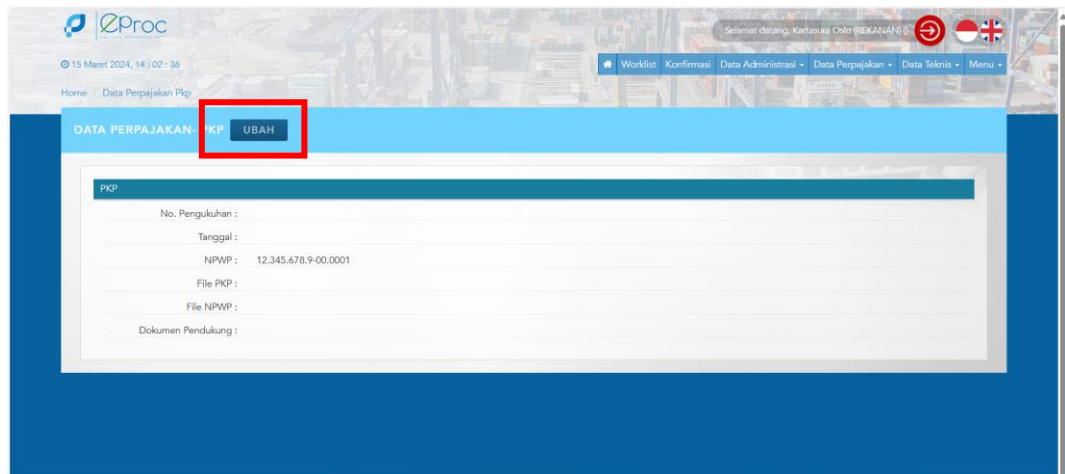 eProc
Selamat datang, Kartasura Oslo (REKANAN) ()
15 Maret 2024, 14 : 02 : 36
Worklist Konfirmasi Data Administrasi Data Perpajakan Data Teknis Menu
Home / Data Perpajakan Pkp
DATA PERPAJAKAN- PKP UBAH
PKP
No. Pengukuhan :
Tanggal :
NPWP : 12.345.678.9-00.0001
File PKP :
File NPWP :
Dokumen Pendukung :